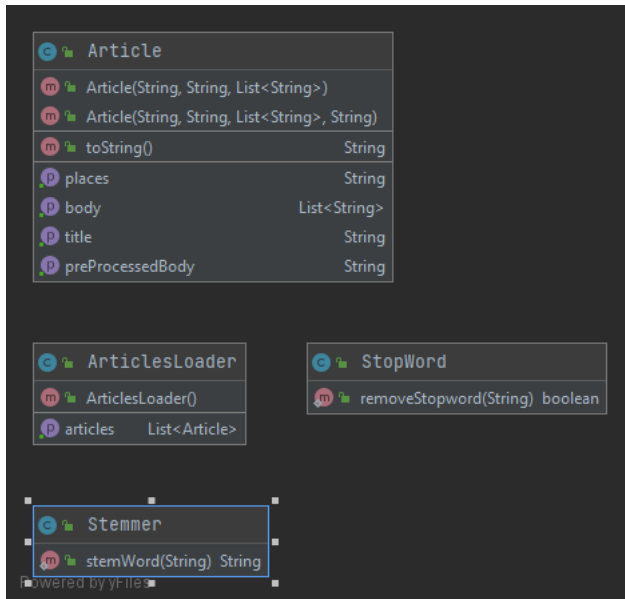 Article
Article(String, String, List<String>)
Article(String, String, List<String>, String)
toString() String
places String
body List<String>
title String
preProcessedBody String
ArticlesLoader
ArticlesLoader()
articles List<Article>
StopWord
removeStopword(String) boolean
Stemmer
stemWord(String) String
Powered by yFiles